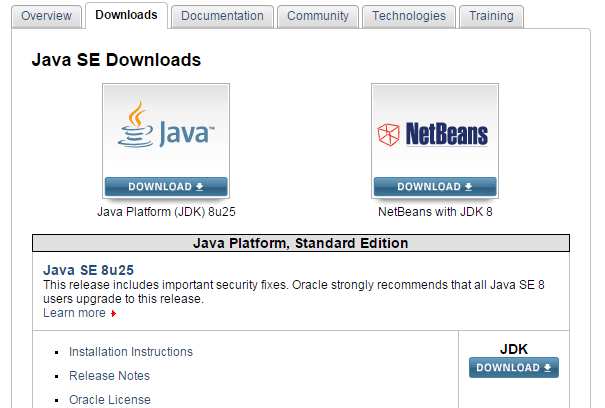 Overview Downloads Documentation Community Technologies Training
Java SE Downloads
Java™ NetBeans
DOWNLOAD DOWNLOAD
Java Platform (JDK) 8u25 NetBeans with JDK 8
Java Platform, Standard Edition
Java SE 8u25
This release includes important security fixes. Oracle strongly recommends that all Java SE 8
users upgrade to this release.
Learn more
Installation Instructions
Release Notes
Oracle License
JDK
DOWNLOAD